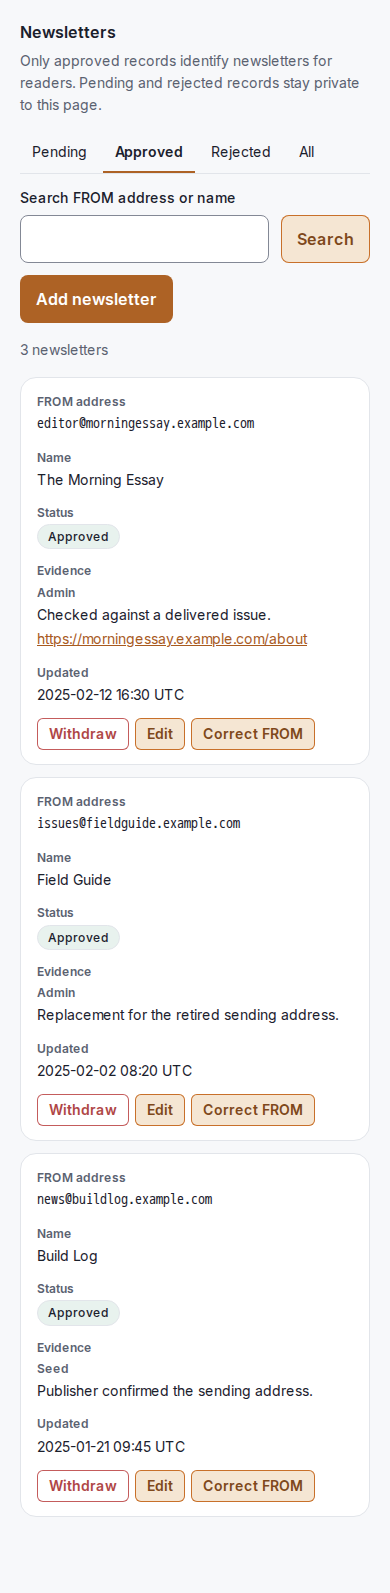 Newsletters
Only approved records identify newsletters for
readers. Pending and rejected records stay private
to this page.
Pending Approved Rejected All
Search FROM address or name
Search
Add newsletter
3 newsletters
FROM address
editor@morningessay.example.com
Name
The Morning Essay
Status
Approved
Evidence
Admin
Checked against a delivered issue.
https://morningessay.example.com/about
Updated
2025-02-12 16:30 UTC
Withdraw Edit Correct FROM
FROM address
issues@fieldguide.example.com
Name
Field Guide
Status
Approved
Evidence
Admin
Replacement for the retired sending address.
Updated
2025-02-02 08:20 UTC
Withdraw Edit Correct FROM
FROM address
news@buildlog.example.com
Name
Build Log
Status
Approved
Evidence
Seed
Publisher confirmed the sending address.
Updated
2025-01-21 09:45 UTC
Withdraw Edit Correct FROM